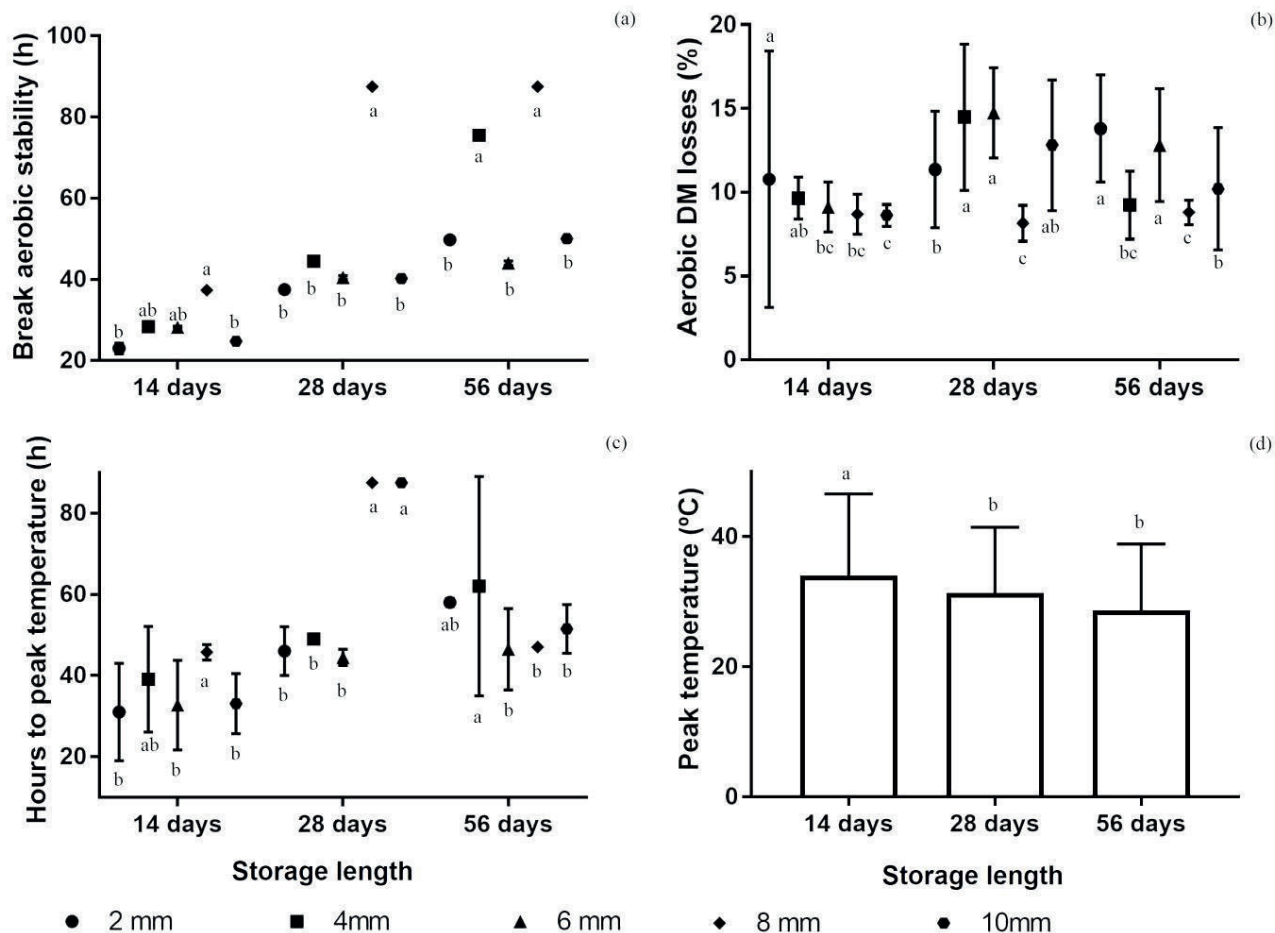 (a)
Break aerobic stability (h)
100
80
60
40
20
b
ab
ab
a
b
b
b
b
a
b
b
a
b
a
b
14 days
28 days
56 days
(b)
Aerobic DM losses (%)
20
15
10
5
0
a
ab
bc
bc
c
b
a
a
c
ab
a
bc
a
c
b
14 days
28 days
56 days
(c)
Hours to peak temperature (h)
80
60
40
20
b
ab
b
a
b
b
b
b
a
a
ab
a
b
b
b
14 days
28 days
56 days
Storage length
(d)
Peak temperature (ºC)
40
20
0
a
b
b
14 days
28 days
56 days
Storage length
2 mm
4mm
6 mm
8 mm
10mm